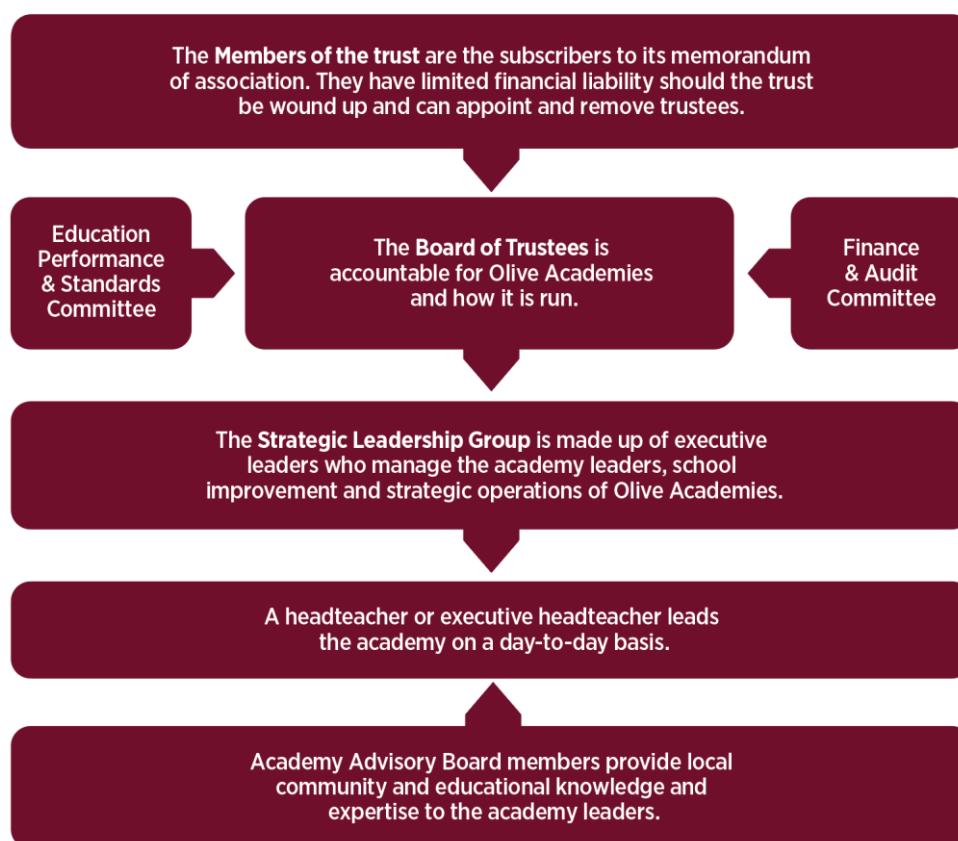 The Members of the trust are the subscribers to its memorandum
of association. They have limited financial liability should the trust
be wound up and can appoint and remove trustees.
Education
Performance
& Standards
Committee
The Board of Trustees is
accountable for Olive Academies
and how it is run.
Finance
& Audit
Committee
The Strategic Leadership Group is made up of executive
leaders who manage the academy leaders, school
improvement and strategic operations of Olive Academies.
A headteacher or executive headteacher leads
the academy on a day-to-day basis.
Academy Advisory Board members provide local
community and educational knowledge and
expertise to the academy leaders.